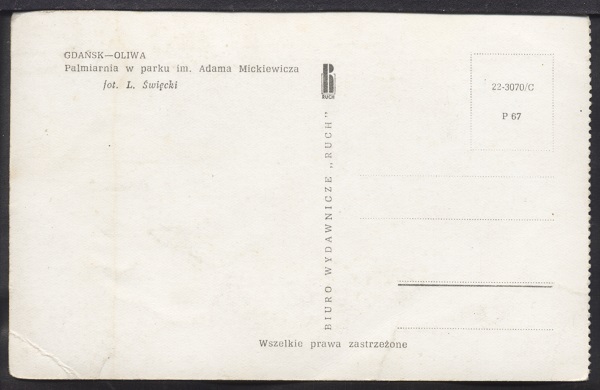 GDAŃSK—OLIWA
Palmiarnia w parku im. Adama Mickiewicza
fot. L. Święcki
RUCH
BIURO WYDAWNICZE „RUCH"
22-3070/C
P 67
Wszelkie prawa zastrzeżone